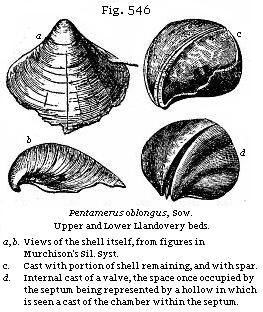 Fig. 546
a
c
b
d
Pentamerus oblongus, Sow.
Upper and Lower Llandovery beds.
a,b. Views of the shell itself, from figures in
Murchison's Sil. Syst.
c. Cast with portion of shell remaining, and with spar.
d. Internal cast of a valve, the space once occupied by
the septum being represented by a hollow in which
is seen a cast of the chamber within the septum.